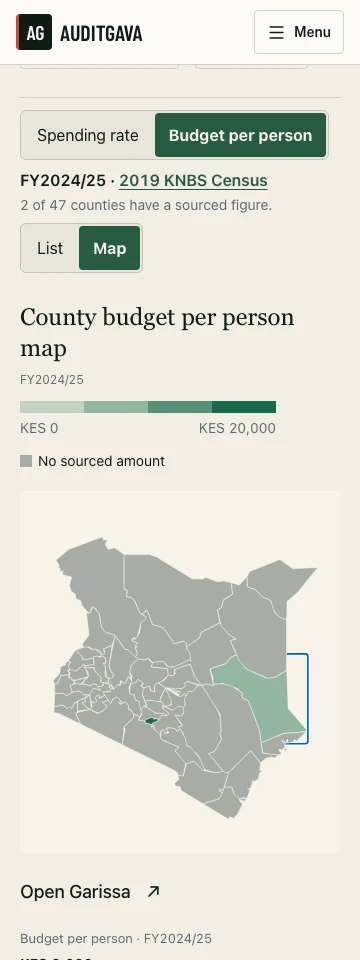 AG AUDITGAVA
Menu
Spending rate
Budget per person
FY2024/25 · 2019 KNBS Census
2 of 47 counties have a sourced figure.
List
Map
County budget per person
map
FY2024/25
KES 0
KES 20,000
No sourced amount
Open Garissa
Budget per person · FY2024/25